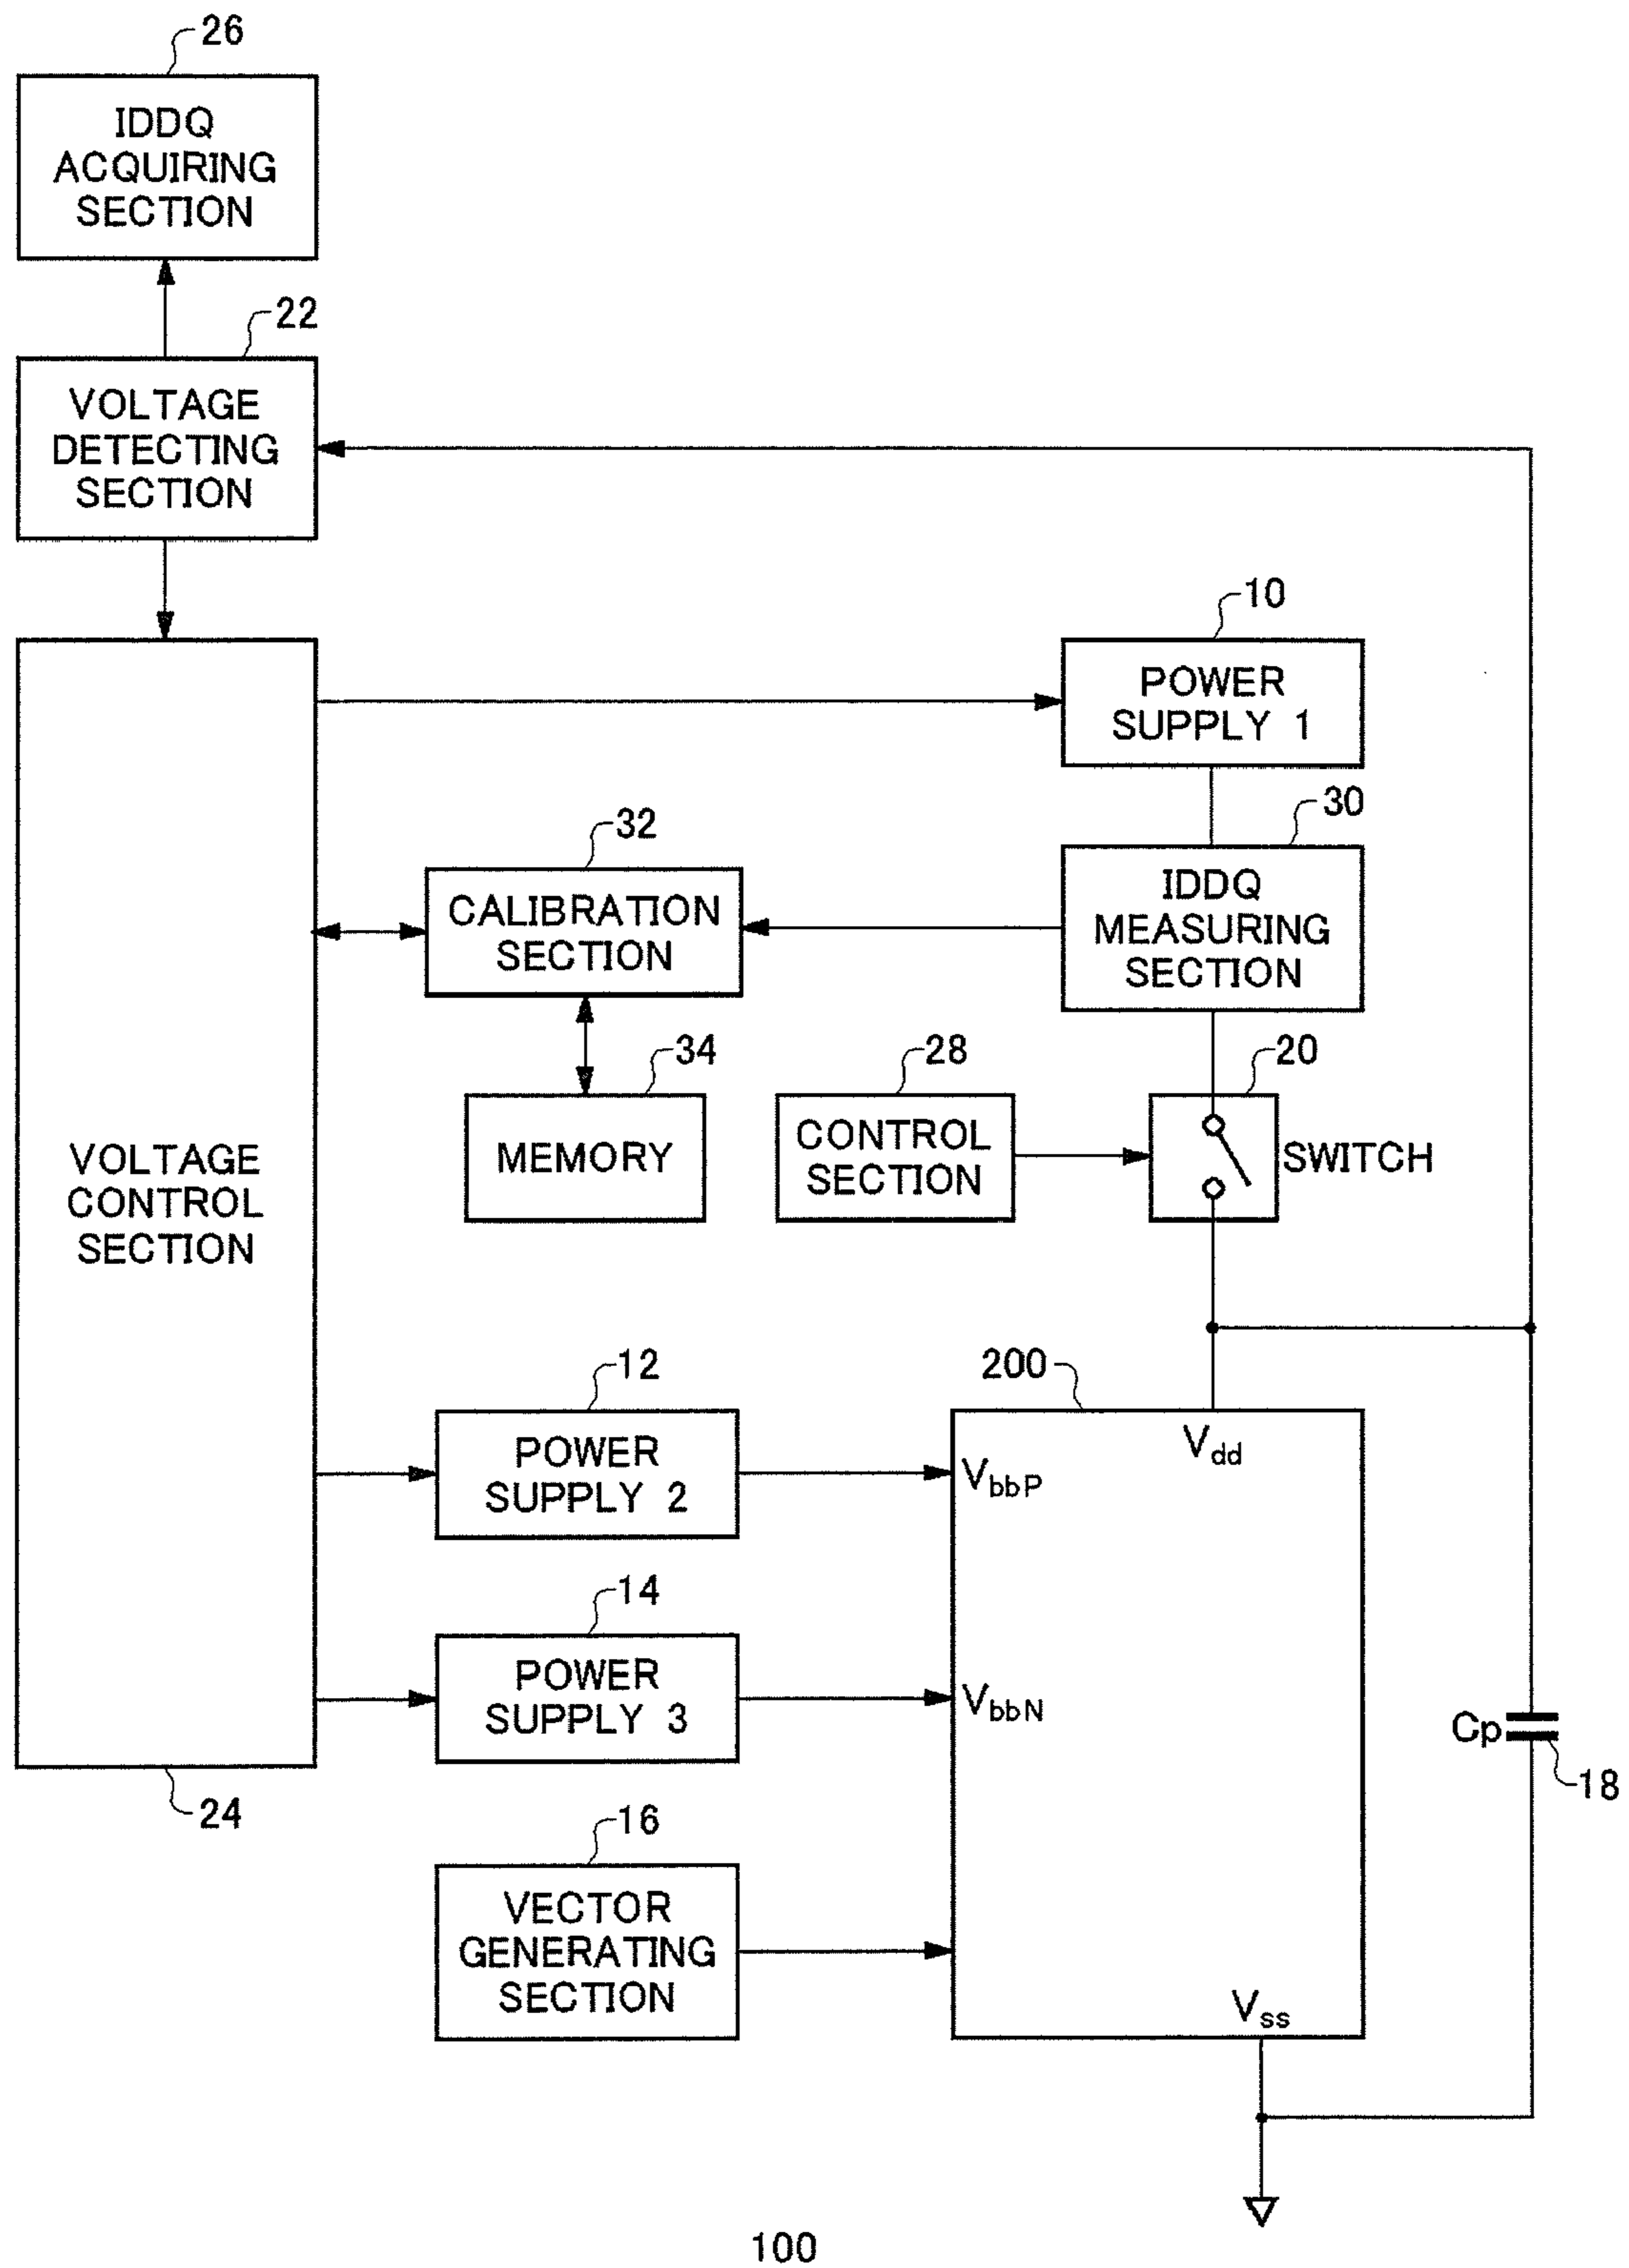 26
IDDQ
ACQUIRING
SECTION
22
VOLTAGE
DETECTING
SECTION
10
POWER
SUPPLY 1
30
IDDQ
MEASURING
SECTION
32
CALIBRATION
SECTION
34
MEMORY
28
CONTROL
SECTION
20
SWITCH
VOLTAGE
CONTROL
SECTION
24
12
POWER
SUPPLY 2
14
POWER
SUPPLY 3
16
VECTOR
GENERATING
SECTION
200
Vdd
VbbP
VbbN
Vss
Cp
18
100